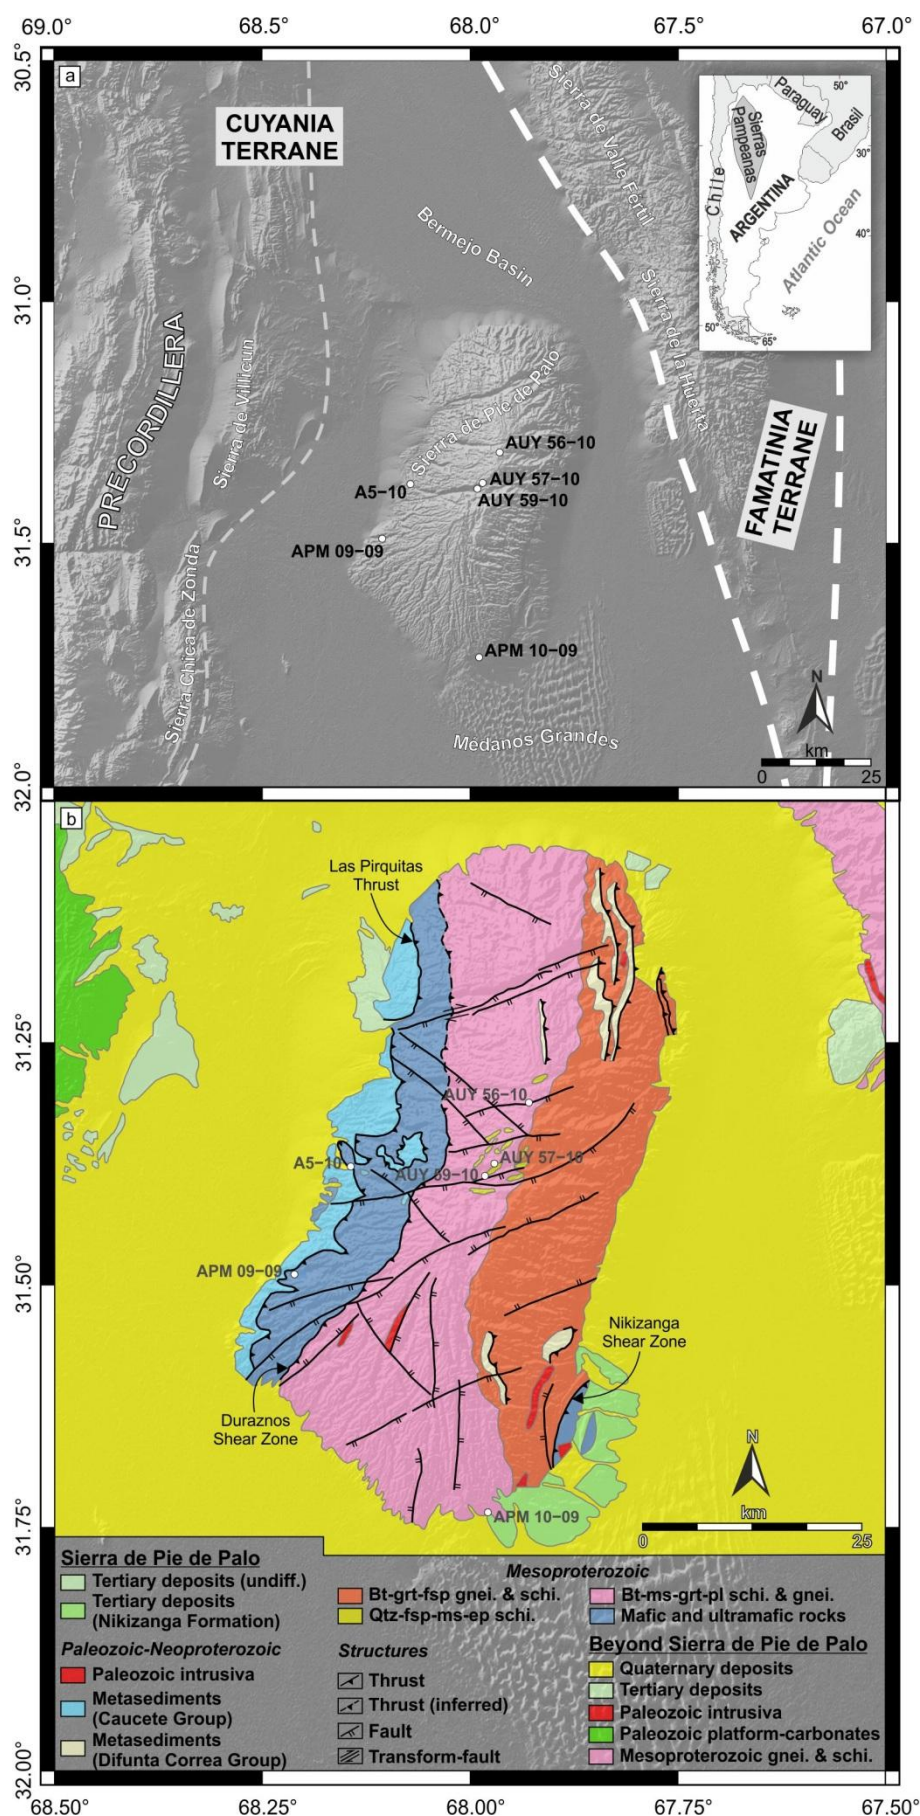 69.0° 68.5° 68.0° 67.5° 67.0°
30.5°
31.0°
31.5°
32.0°
a
CUYANIA
TERRANE
Sierra de Valle Fertil
Bermejo Basin
Sierra de la Huerta
PRECORDILLERA
Sierra de Villicun
Sierra de Pie de Palo
AUY 56-10
A5-10
AUY 57-10
AUY 59-10
APM 09-09
Sierra Chica de Zonda
APM 10-09
Médanos Grandes
FAMATINIA
TERRANE
N
km
0 25
50°
Paraguay
Brasil
Sierras
Pampeanas
30°
Chile
ARGENTINA
40°
Atlantic Ocean
50°
65°
b
Las Pirquitas
Thrust
31.25°
31.50°
31.75°
32.00°
AUY 56-10
A5-10
AUY 57-10
AUY 59-10
APM 09-09
Nikizanga
Shear Zone
Duraznos
Shear Zone
APM 10-09
N
km
0 25
Sierra de Pie de Palo
Tertiary deposits (undiff.)
Tertiary deposits
(Nikizanga Formation)
Paleozoic-Neoproterozoic
Paleozoic intrusiva
Metasediments
(Caucete Group)
Metasediments
(Difunta Correa Group)
Mesoproterozoic
Bt-grt-fsp gnei. & schi.
Qtz-fsp-ms-ep schi.
Bt-ms-grt-pl schi. & gnei.
Mafic and ultramafic rocks
Structures
Thrust
Thrust (inferred)
Fault
Transform-fault
Beyond Sierra de Pie de Palo
Quaternary deposits
Tertiary deposits
Paleozoic intrusiva
Paleozoic platform-carbonates
Mesoproterozoic gnei. & schi.
68.50° 68.25° 68.00° 67.75° 67.50°